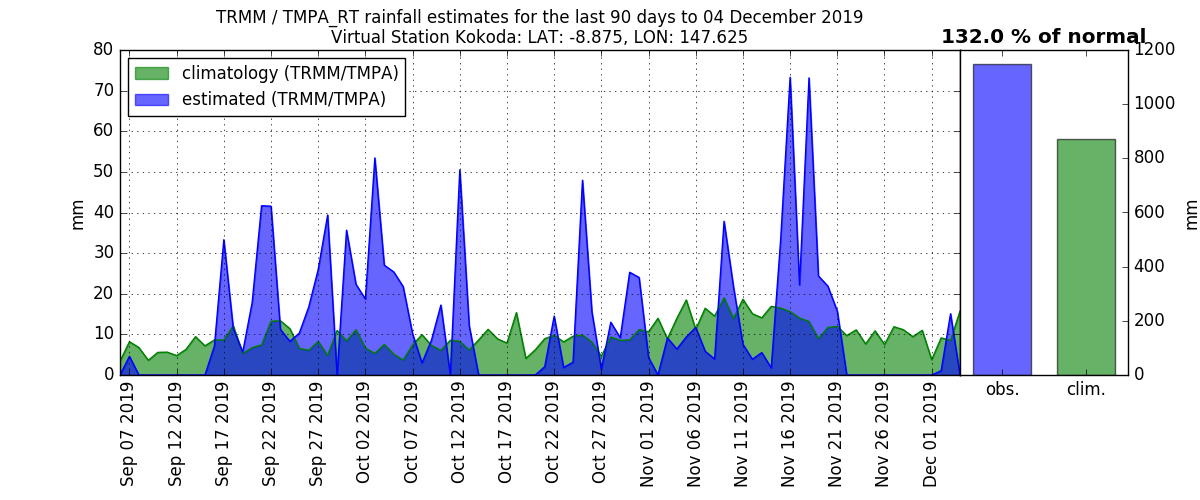 TRMM / TMPA_RT rainfall estimates for the last 90 days to 04 December 2019
Virtual Station Kokoda: LAT: -8.875, LON: 147.625
132.0 % of normal
climatology (TRMM/TMPA)
estimated (TRMM/TMPA)
80
70
60
50
40
30
20
10
0
mm
Sep 07 2019
Sep 12 2019
Sep 17 2019
Sep 22 2019
Sep 27 2019
Oct 02 2019
Oct 07 2019
Oct 12 2019
Oct 17 2019
Oct 22 2019
Oct 27 2019
Nov 01 2019
Nov 06 2019
Nov 11 2019
Nov 16 2019
Nov 21 2019
Nov 26 2019
Dec 01 2019
obs.
clim.
1200
1000
800
600
400
200
0
mm